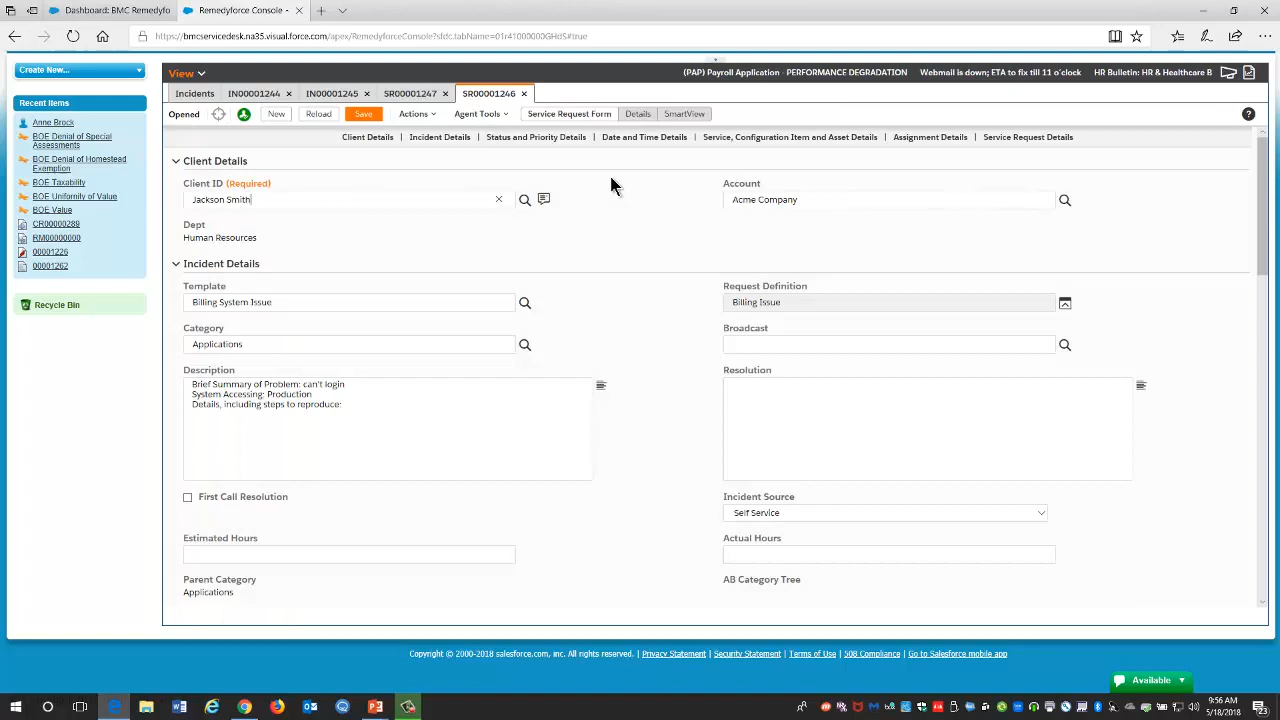 Dashboard: BMC Remedyfo
Remedyforce Console -
https://bmcservicedesk.na35.visual.force.com/apex/RemedyforceConsole?sfdc.tabName=01r41000000GHdS#true
Create New...
View
(PAP) Payroll Application - PERFORMANCE DEGRADATION
Webmail is down; ETA to fix till 11 o'clock
HR Bulletin: HR & Healthcare B
Incidents
IN00001244
IN00001245
SR00001247
SR00001246
Recent Items
Opened
New
Reload
Save
Actions
Agent Tools
Service Request Form
Details
SmartView
Anne Brock
BOE Denial of Special
Assessments
BOE Denial of Homestead
Exemption
BOE Taxability
BOE Uniformity of Value
BOE Value
CR00000289
RM00000000
00001226
00001262
Recycle Bin
Client Details | Incident Details | Status and Priority Details | Date and Time Details | Service, Configuration Item and Asset Details | Assignment Details | Service Request Details
Client Details
Client ID (Required)
Account
Jackson Smith
Acme Company
Dept
Human Resources
Incident Details
Template
Request Definition
Billing System Issue
Billing Issue
Category
Broadcast
Applications
Description
Resolution
Brief Summary of Problem: can't login
System Accessing: Production
Details, including steps to reproduce:
First Call Resolution
Incident Source
Self Service
Estimated Hours
Actual Hours
Parent Category
AB Category Tree
Applications
Copyright © 2000-2018 salesforce.com, inc. All rights reserved. | Privacy Statement | Security Statement | Terms of Use | 508 Compliance | Go to Salesforce mobile app
Available
9:56 AM
5/18/2018